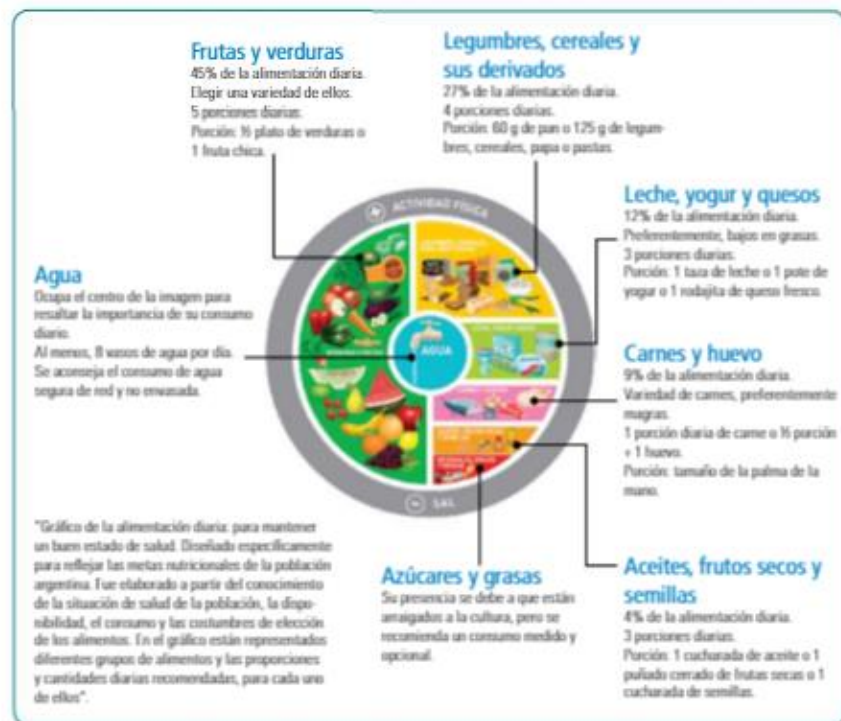 Frutas y verduras
45% de la alimentación diaria.
Elegir una variedad de ellos.
5 porciones diarias.
Porción: ½ plato de verduras o
1 fruta chica.
Legumbres, cereales y
sus derivados
27% de la alimentación diaria.
4 porciones diarias.
Porción: 60 g de pan o 125 g de legum-
bres, cereales, papa o pastas.
Leche, yogur y quesos
12% de la alimentación diaria.
Preferentemente, bajos en grasas.
3 porciones diarias.
Porción: 1 taza de leche o 1 pote de
yogur o 1 rodajita de queso fresco.
Agua
Ocupa el centro de la imagen para
resaltar la importancia de su consumo
diario.
Al menos, 8 vasos de agua por día.
Se aconseja el consumo de agua
segura de red y no envasada.
ACTIVIDAD FÍSICA
AGUA
SAL
Carnes y huevo
9% de la alimentación diaria.
Variedad de carnes, preferentemente
magras.
1 porción diaria de carne o ½ porción
+ 1 huevo.
Porción: tamaño de la palma de la
mano.
"Gráfico de la alimentación diaria: para mantener
un buen estado de salud. Diseñado específicamente
para reflejar las metas nutricionales de la población
argentina. Fue elaborado a partir del conocimiento
de la situación de salud de la población, la dispo-
nibilidad, el consumo y las costumbres de elección
de los alimentos. En el gráfico están representados
diferentes grupos de alimentos y las proporciones
y cantidades diarias recomendadas, para cada uno
de ellos".
Azúcares y grasas
Su presencia se debe a que están
arraigados a la cultura, pero se
recomienda un consumo medido y
opcional.
Aceites, frutos secos y
semillas
4% de la alimentación diaria.
3 porciones diarias.
Porción: 1 cucharada de aceite o 1
puñado cerrado de frutas secas o 1
cucharada de semillas.